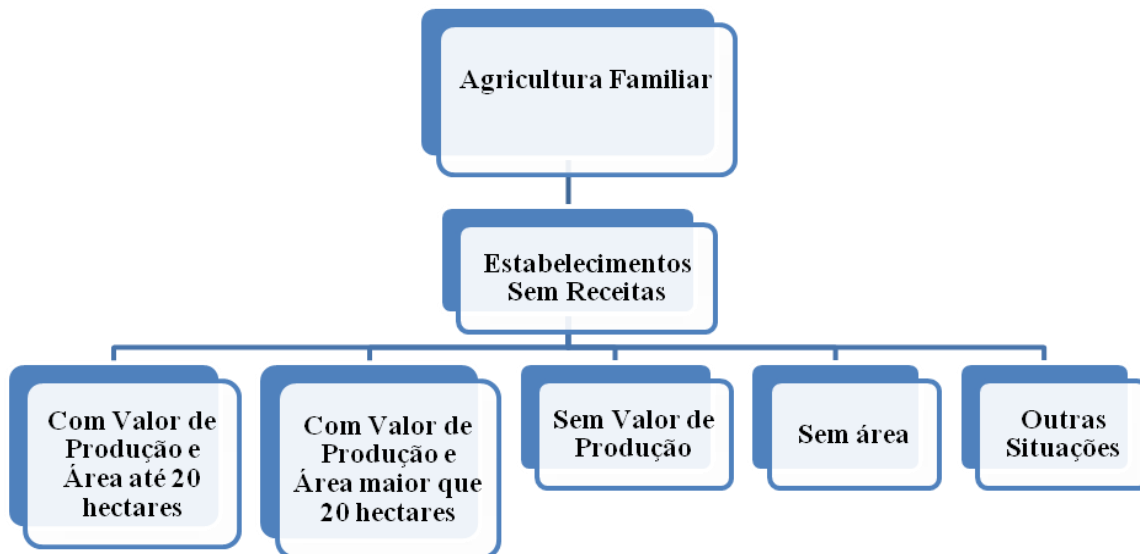 Agricultura Familiar
Estabelecimentos
Sem Receitas
Com Valor de
Produção e
Área até 20
hectares
Com Valor de
Produção e
Área maior que
20 hectares
Sem Valor de
Produção
Sem área
Outras
Situações